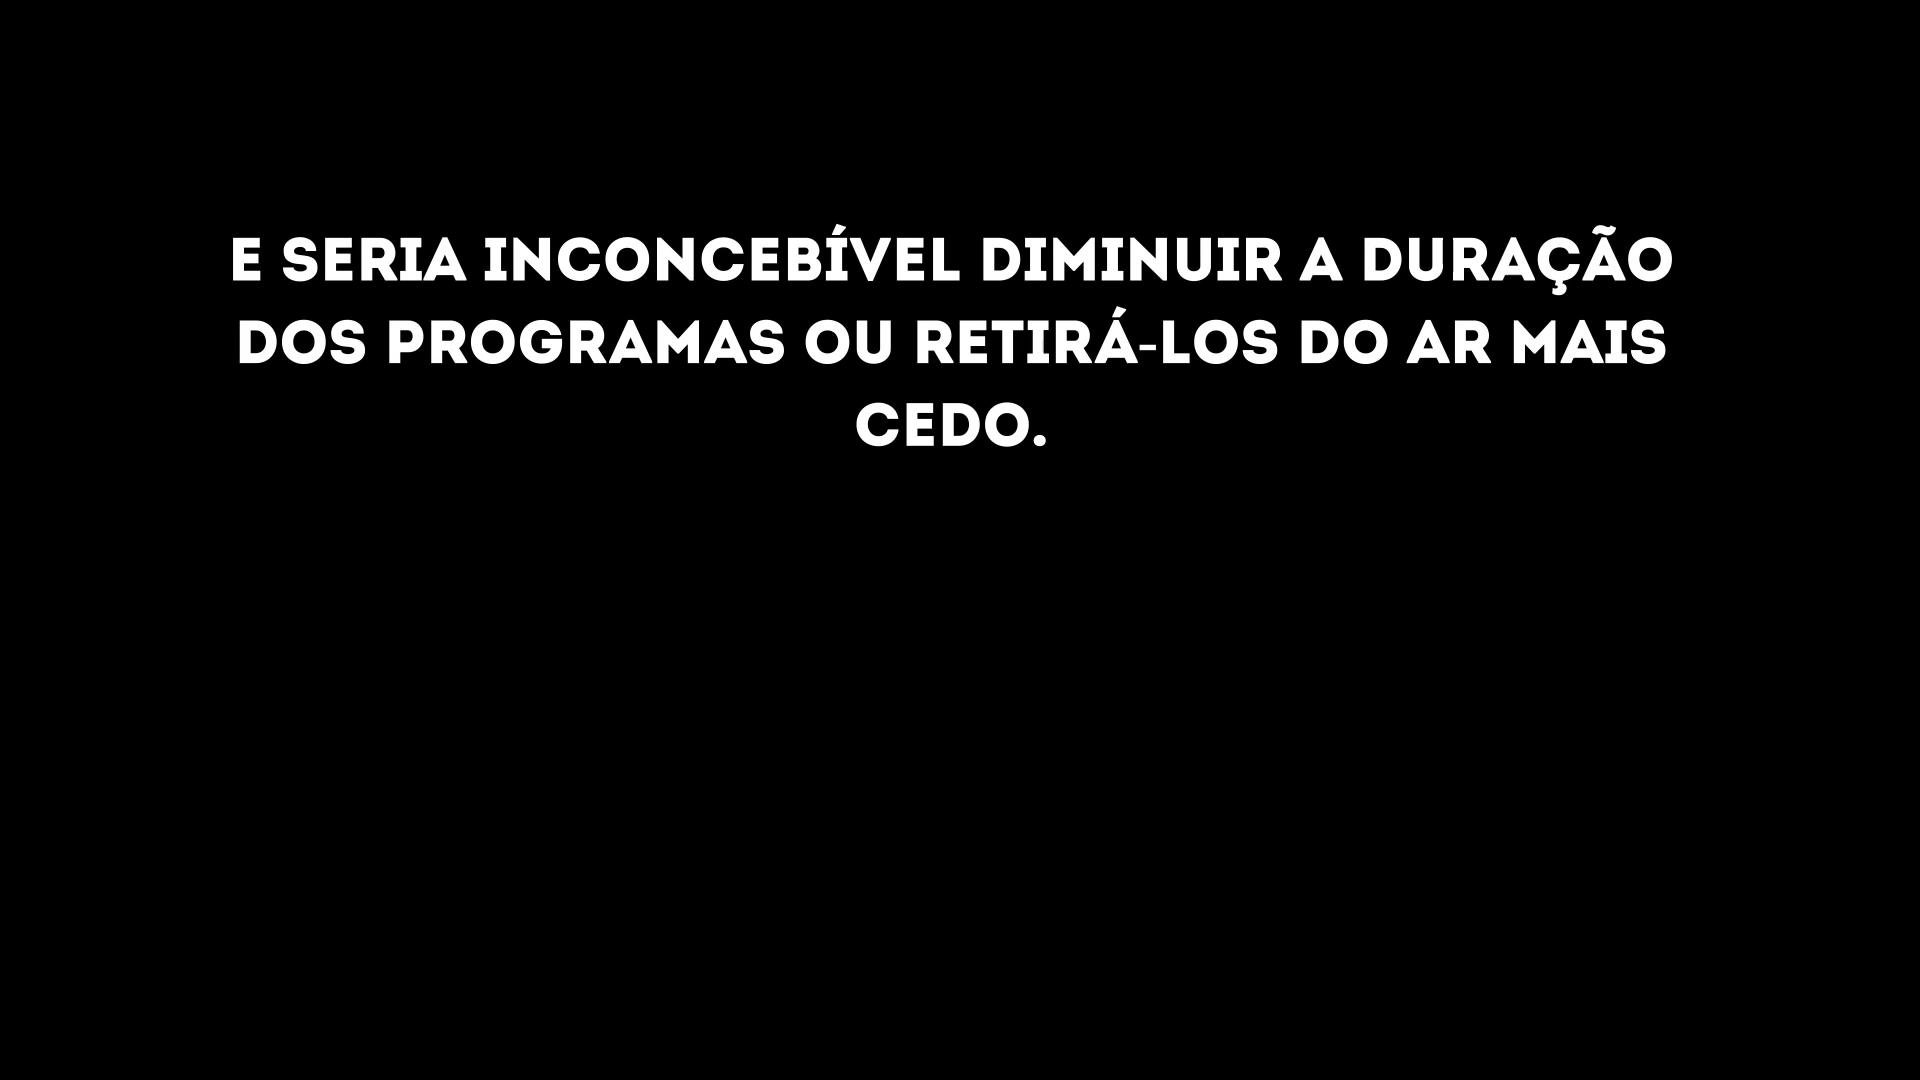 E SERIA INCONCEBÍVEL DIMINUIR A DURAÇÃO
DOS PROGRAMAS OU RETIRÁ-LOS DO AR MAIS
CEDO.